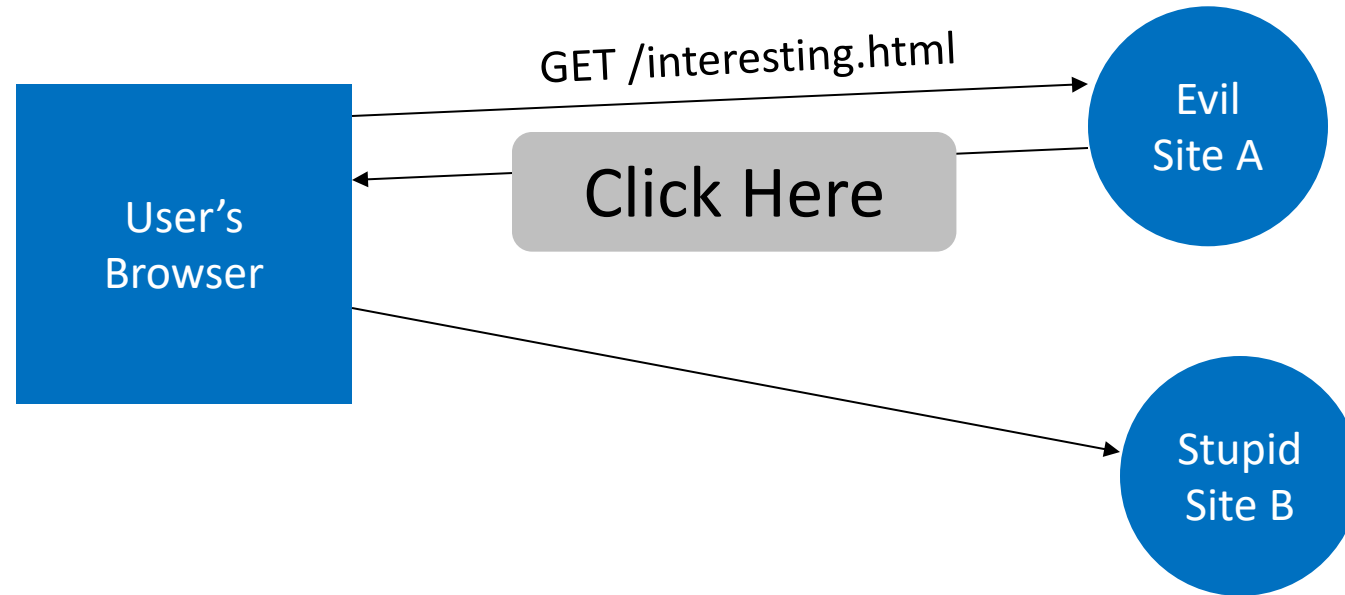 GET /interesting.html
Evil
Site A
Click Here
User’s
Browser
Stupid
Site B